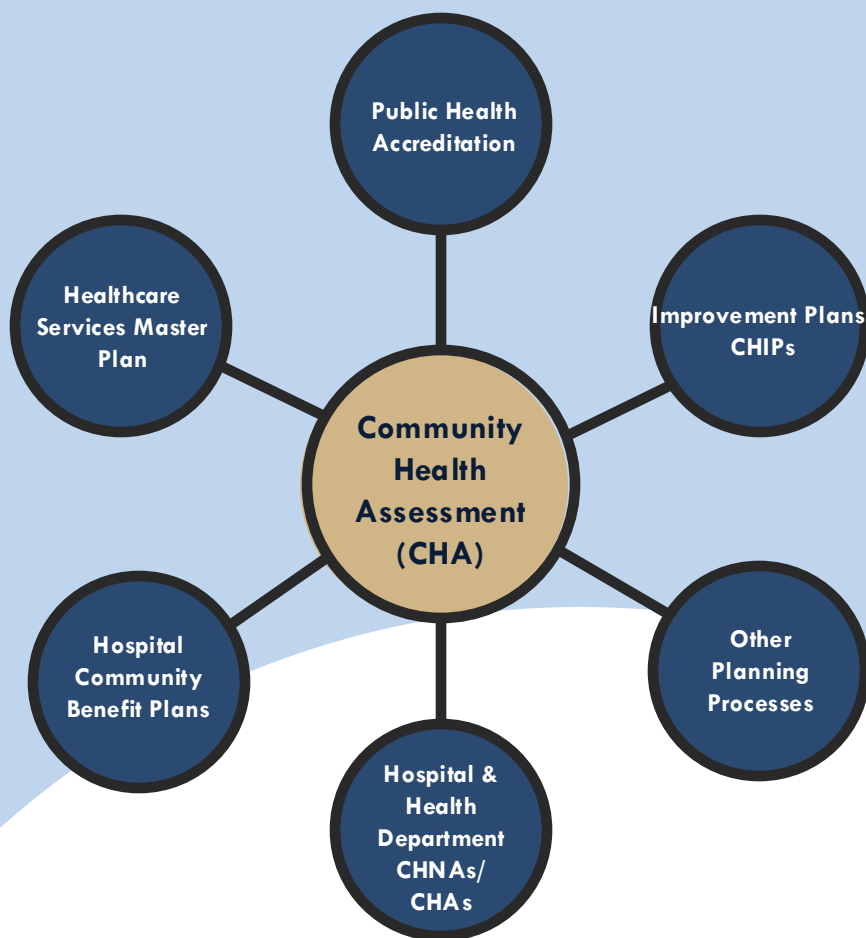 Public Health
Accreditation
Healthcare
Services Master
Plan
Improvement Plans
CHIPs
Community
Health
Assessment
(CHA)
Hospital
Community
Benefit Plans
Other
Planning
Processes
Hospital &
Health
Department
CHNAs/
CHAs